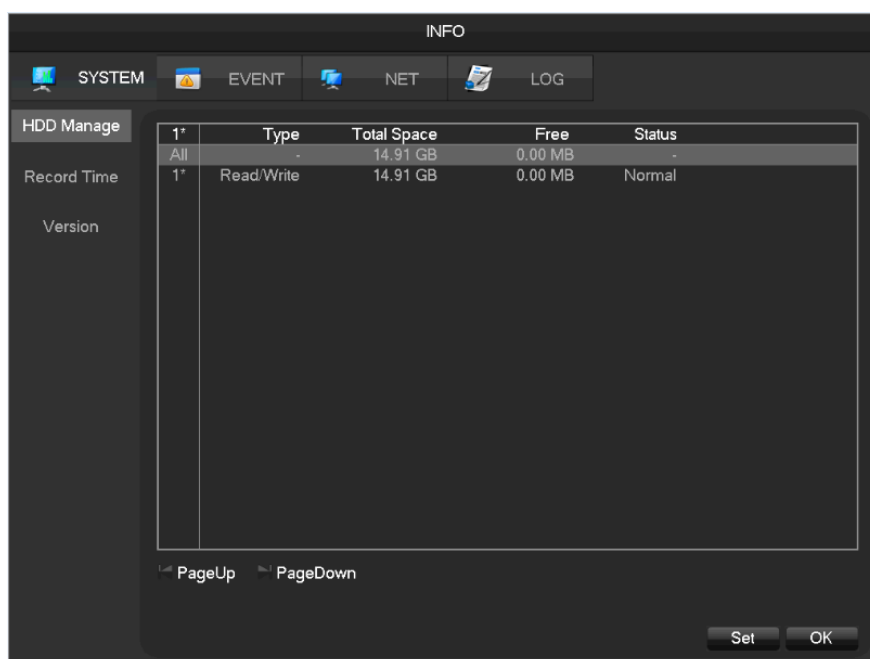 INFO
SYSTEM EVENT NET LOG
HDD Manage
Record Time
Version
1* Type Total Space Free Status
All - 14.91 GB 0.00 MB -
1* Read/Write 14.91 GB 0.00 MB Normal
PageUp PageDown
Set OK